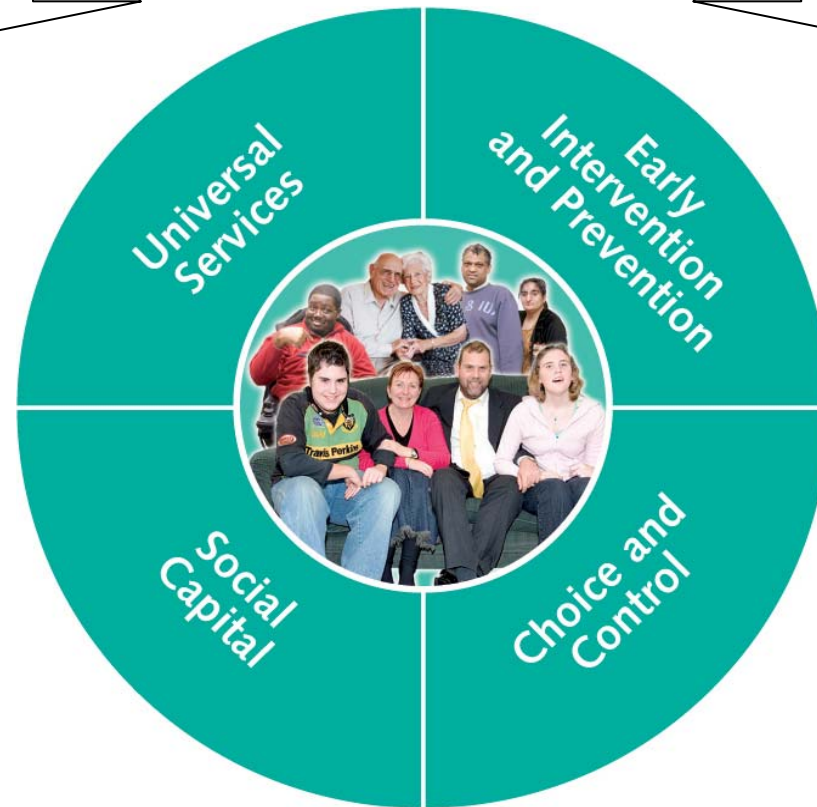 Universal
Services
Early
Intervention
and Prevention
Travis Perkins
Social
Capital
Choice and
Control